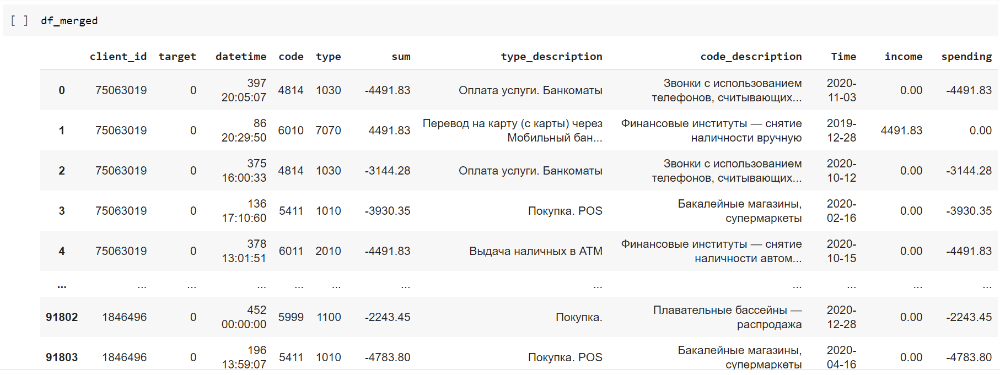 [ ] df_merged
client_id target datetime code type sum type_description code_description Time income spending
0 75063019 0 397 20:05:07 4814 1030 -4491.83 Оплата услуги. Банкоматы Звонки с использованием телефонов, считывающих... 2020-11-03 0.00 -4491.83
1 75063019 0 86 20:29:50 6010 7070 4491.83 Перевод на карту (с карты) через Мобильный бан... Финансовые институты — снятие наличности вручную 2019-12-28 4491.83 0.00
2 75063019 0 375 16:00:33 4814 1030 -3144.28 Оплата услуги. Банкоматы Звонки с использованием телефонов, считывающих... 2020-10-12 0.00 -3144.28
3 75063019 0 136 17:10:60 5411 1010 -3930.35 Покупка. POS Бакалейные магазины, супермаркеты 2020-02-16 0.00 -3930.35
4 75063019 0 378 13:01:51 6011 2010 -4491.83 Выдача наличных в АТМ Финансовые институты — снятие наличности автом... 2020-10-15 0.00 -4491.83
... ... ... ... ... ... ... ... ... ... ... ...
91802 1846496 0 452 00:00:00 5999 1100 -2243.45 Покупка. Плавательные бассейны — распродажа 2020-12-28 0.00 -2243.45
91803 1846496 0 196 13:59:07 5411 1010 -4783.80 Покупка. POS Бакалейные магазины, супермаркеты 2020-04-16 0.00 -4783.80